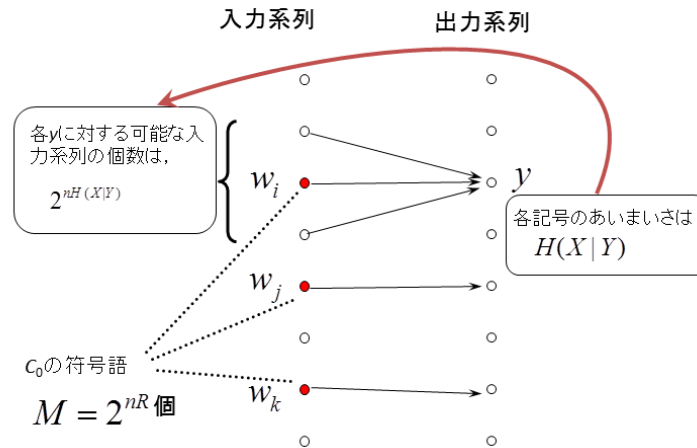 入力系列
出力系列
各yに対する可能な入
力系列の個数は,
2^{nH(X|Y)}
w_i
y
各記号のあいまいさは
H(X|Y)
w_j
C_0の符号語
M = 2^{nR} 個
w_k